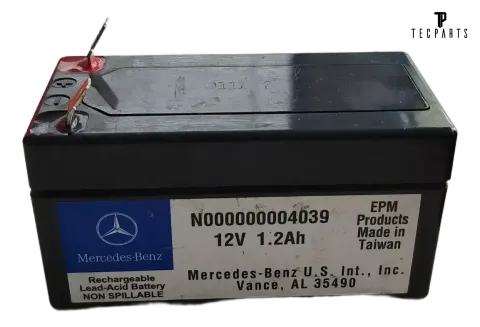 TP
TECPARTS
N000000004039
12V 1.2Ah
EPM
Products
Made in
Taiwan
Mercedes-Benz
Rechargeable
Lead-Acid Battery
NON SPILLABLE
Mercedes-Benz U.S. Int., Inc.
Vance, AL 35490